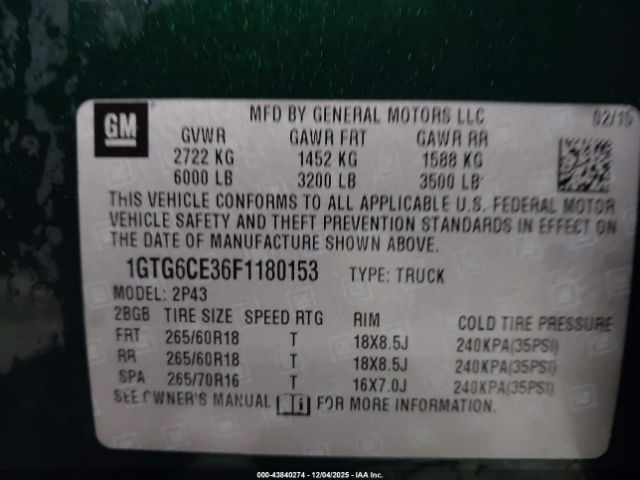 GM
MFD BY GENERAL MOTORS LLC 02/15
GVWR GAWR FRT GAWR RR
2722 KG 1452 KG 1588 KG
6000 LB 3200 LB 3500 LB
THIS VEHICLE CONFORMS TO ALL APPLICABLE U.S. FEDERAL MOTOR
VEHICLE SAFETY AND THEFT PREVENTION STANDARDS IN EFFECT ON
THE DATE OF MANUFACTURE SHOWN ABOVE.
1GTG6CE36F1180153 TYPE: TRUCK
MODEL: 2P43
2BGB TIRE SIZE SPEED RTG RIM COLD TIRE PRESSURE
FRT 265/60R18 T 18X8.5J 240KPA(35PSI)
RR 265/60R18 T 18X8.5J 240KPA(35PSI)
SPA 265/70R16 T 16X7.0J 240KPA(35PSI)
SEE OWNER'S MANUAL FOR MORE INFORMATION.
000-43840274 - 12/04/2025 - IAA Inc.